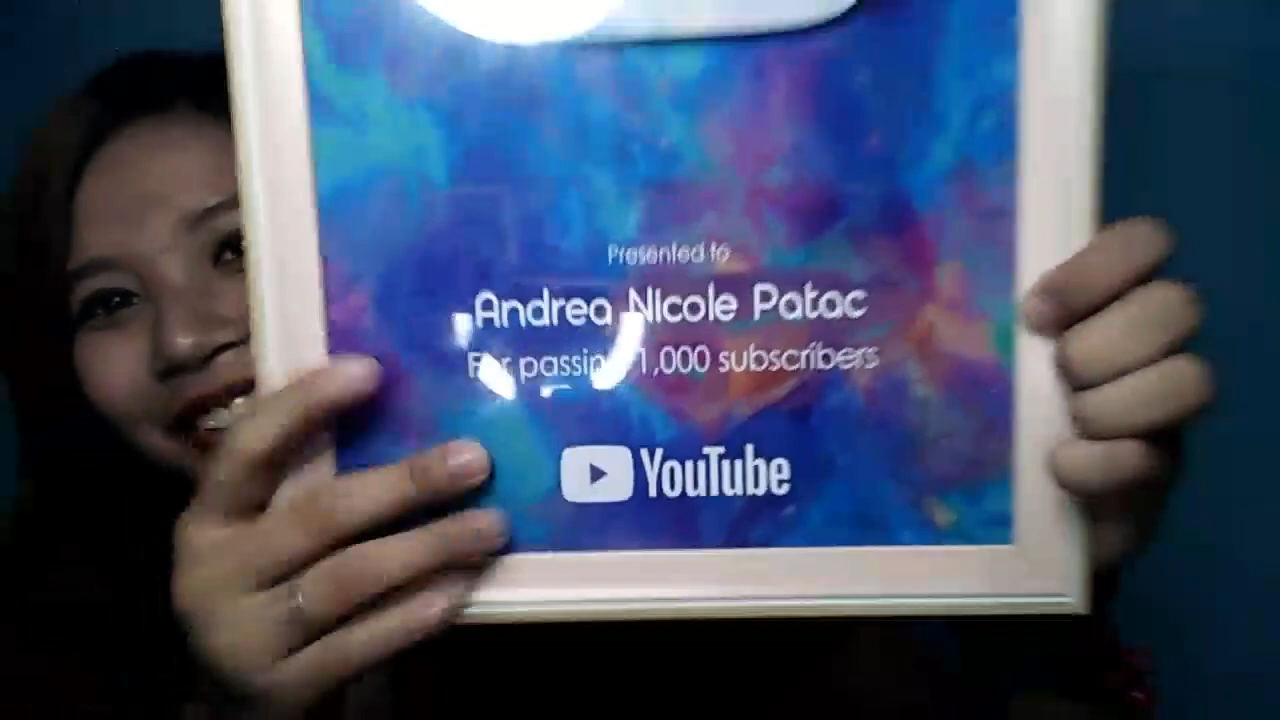 Presented to
Andrea Nicole Patac
For passing 1,000 subscribers
YouTube